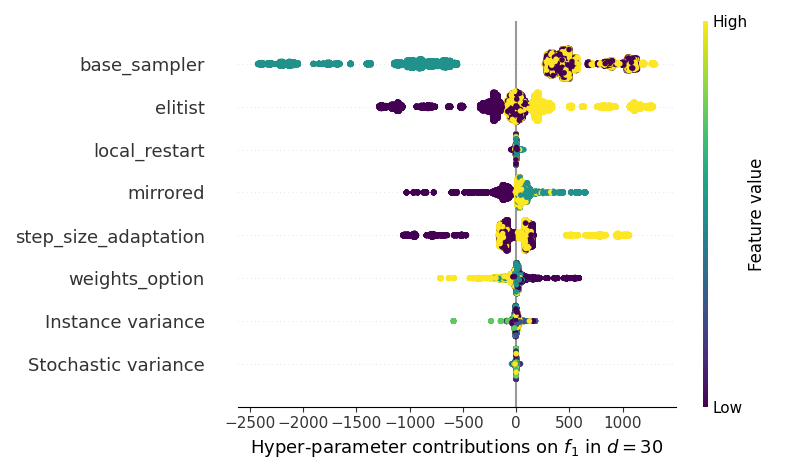 High
base_sampler
elitist
local_restart
mirrored
step_size_adaptation
weights_option
Instance variance
Stochastic variance
Feature value
Low
−2500 −2000 −1500 −1000 −500 0 500 1000
Hyper-parameter contributions on f₁ in d = 30